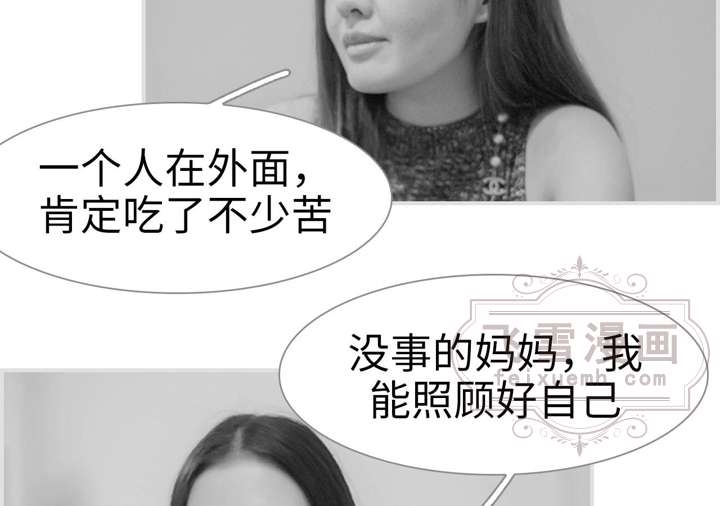 一个人在外面，
肯定吃了不少苦
飞雪漫画
feixuemh.com
没事的妈妈，我
能照顾好自己